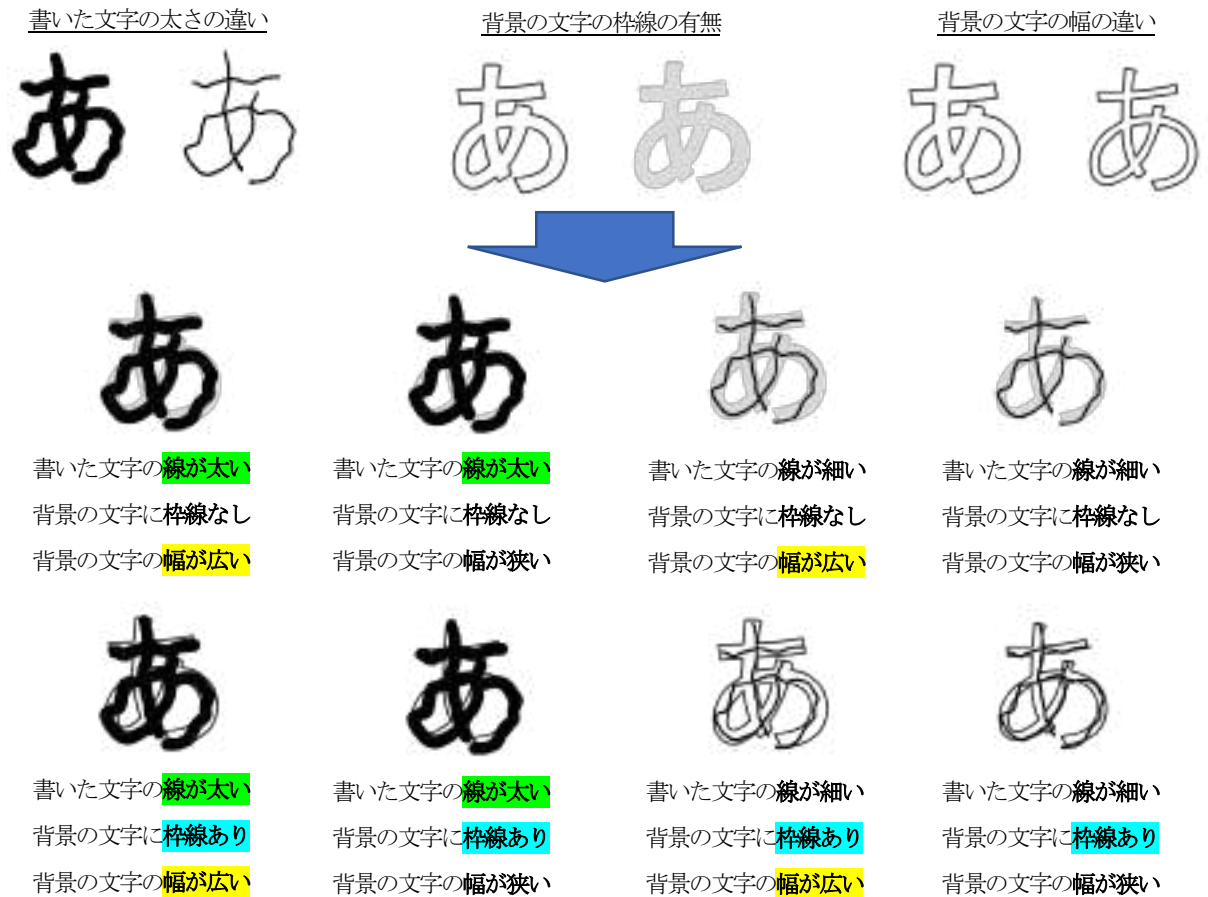 書いた文字の太さの違い
背景の文字の枠線の有無
背景の文字の幅の違い
あ あ
あ あ
あ あ
あ
あ
あ
あ
書いた文字の線が太い
背景の文字に枠線なし
背景の文字の幅が広い
書いた文字の線が太い
背景の文字に枠線なし
背景の文字の幅が狭い
書いた文字の線が細い
背景の文字に枠線なし
背景の文字の幅が広い
書いた文字の線が細い
背景の文字に枠線なし
背景の文字の幅が狭い
あ
あ
あ
あ
書いた文字の線が太い
背景の文字に枠線あり
背景の文字の幅が広い
書いた文字の線が太い
背景の文字に枠線あり
背景の文字の幅が狭い
書いた文字の線が細い
背景の文字に枠線あり
背景の文字の幅が広い
書いた文字の線が細い
背景の文字に枠線あり
背景の文字の幅が狭い